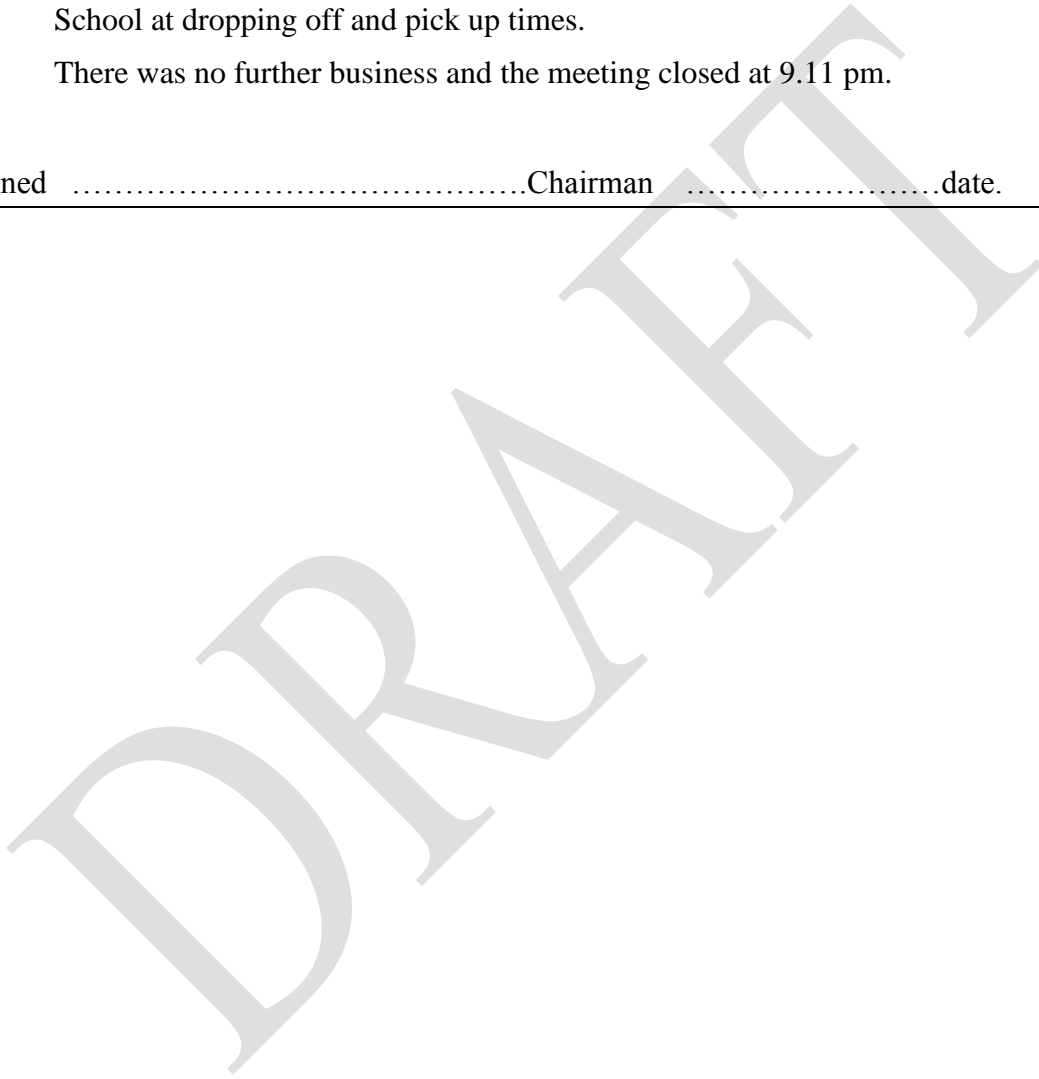 School at dropping off and pick up times.
There was no further business and the meeting closed at 9.11 pm.
ned …………………………………….Chairman ……………………date.
DRAFT